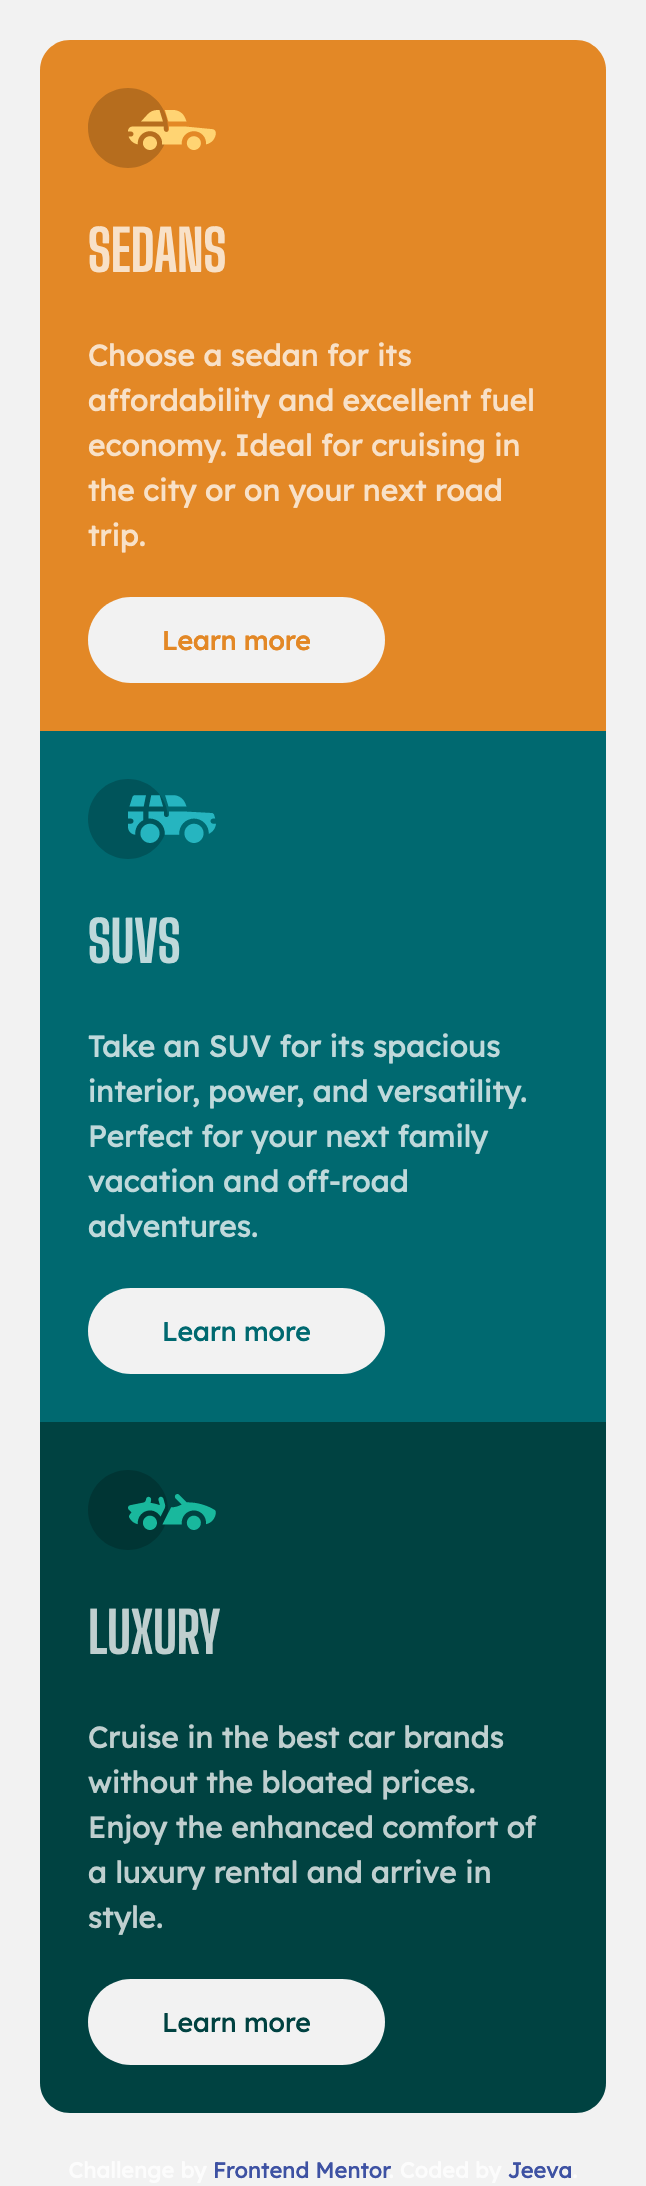 SEDANS
Choose a sedan for its
affordability and excellent fuel
economy. Ideal for cruising in
the city or on your next road
trip.
Learn more
SUVS
Take an SUV for its spacious
interior, power, and versatility.
Perfect for your next family
vacation and off-road
adventures.
Learn more
LUXURY
Cruise in the best car brands
without the bloated prices.
Enjoy the enhanced comfort of
a luxury rental and arrive in
style.
Learn more
Challenge by Frontend Mentor. Coded by Jeeva.